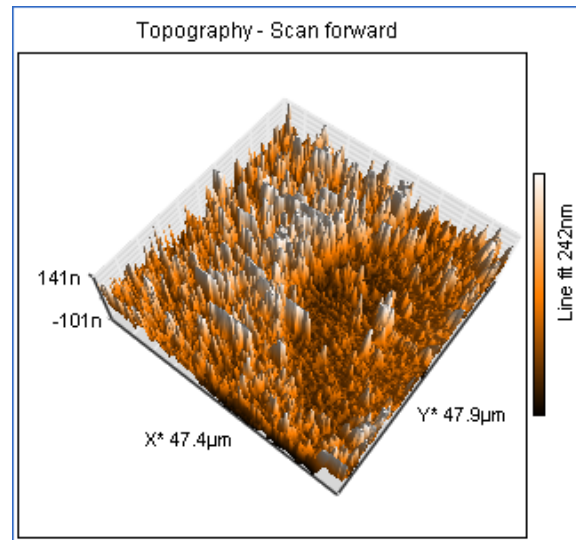 Topography - Scan forward
141n
-101n
X* 47.4µm
Y* 47.9µm
Line fit 242nm